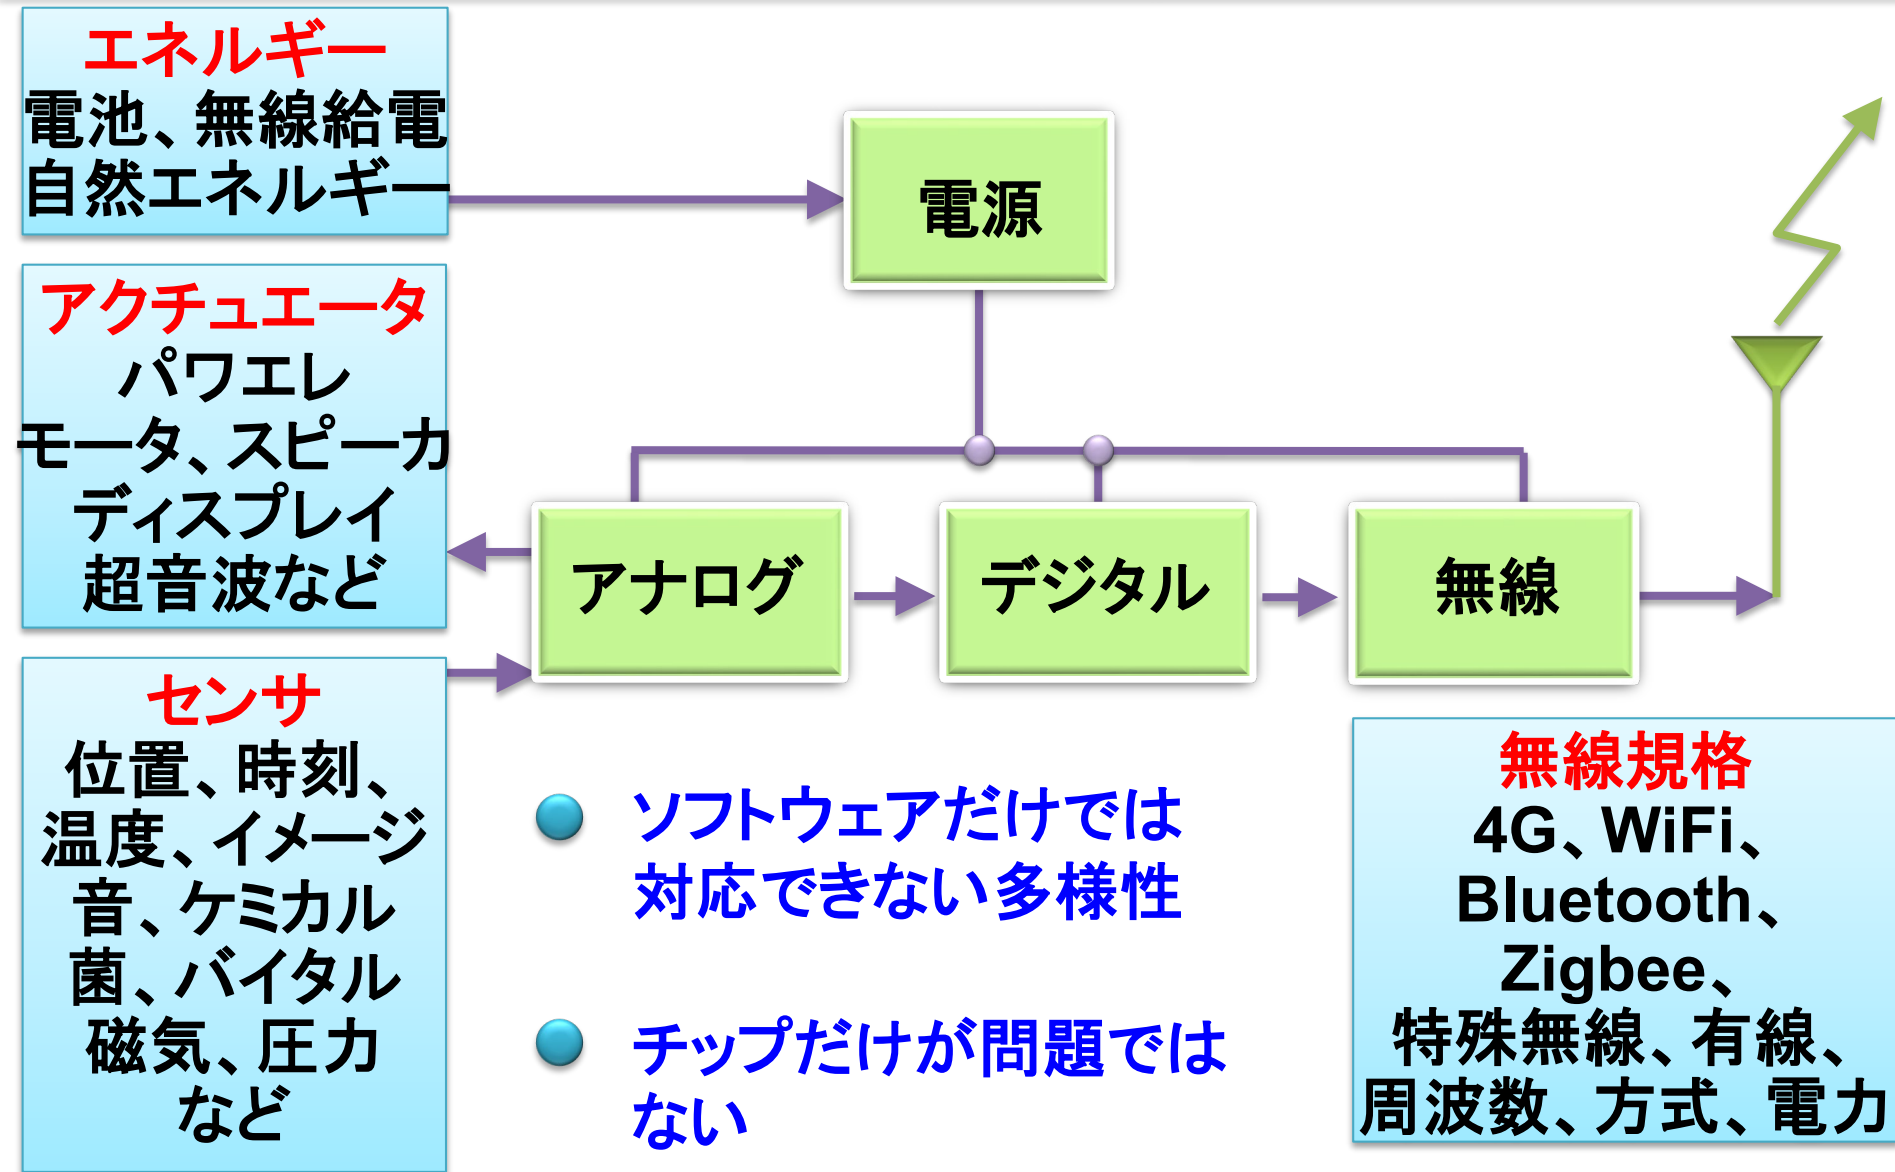 エネルギー
電池、無線給電
自然エネルギー
電源
アクチュエータ
パワエレ
モータ、スピーカ
ディスプレイ
超音波など
アナログ
デジタル
無線
センサ
位置、時刻、
温度、イメージ
音、ケミカル
菌、バイタル
磁気、圧力
など
ソフトウェアだけでは
対応できない多様性
チップだけが問題では
ない
無線規格
4G、WiFi、
Bluetooth、
Zigbee、
特殊無線、有線、
周波数、方式、電力